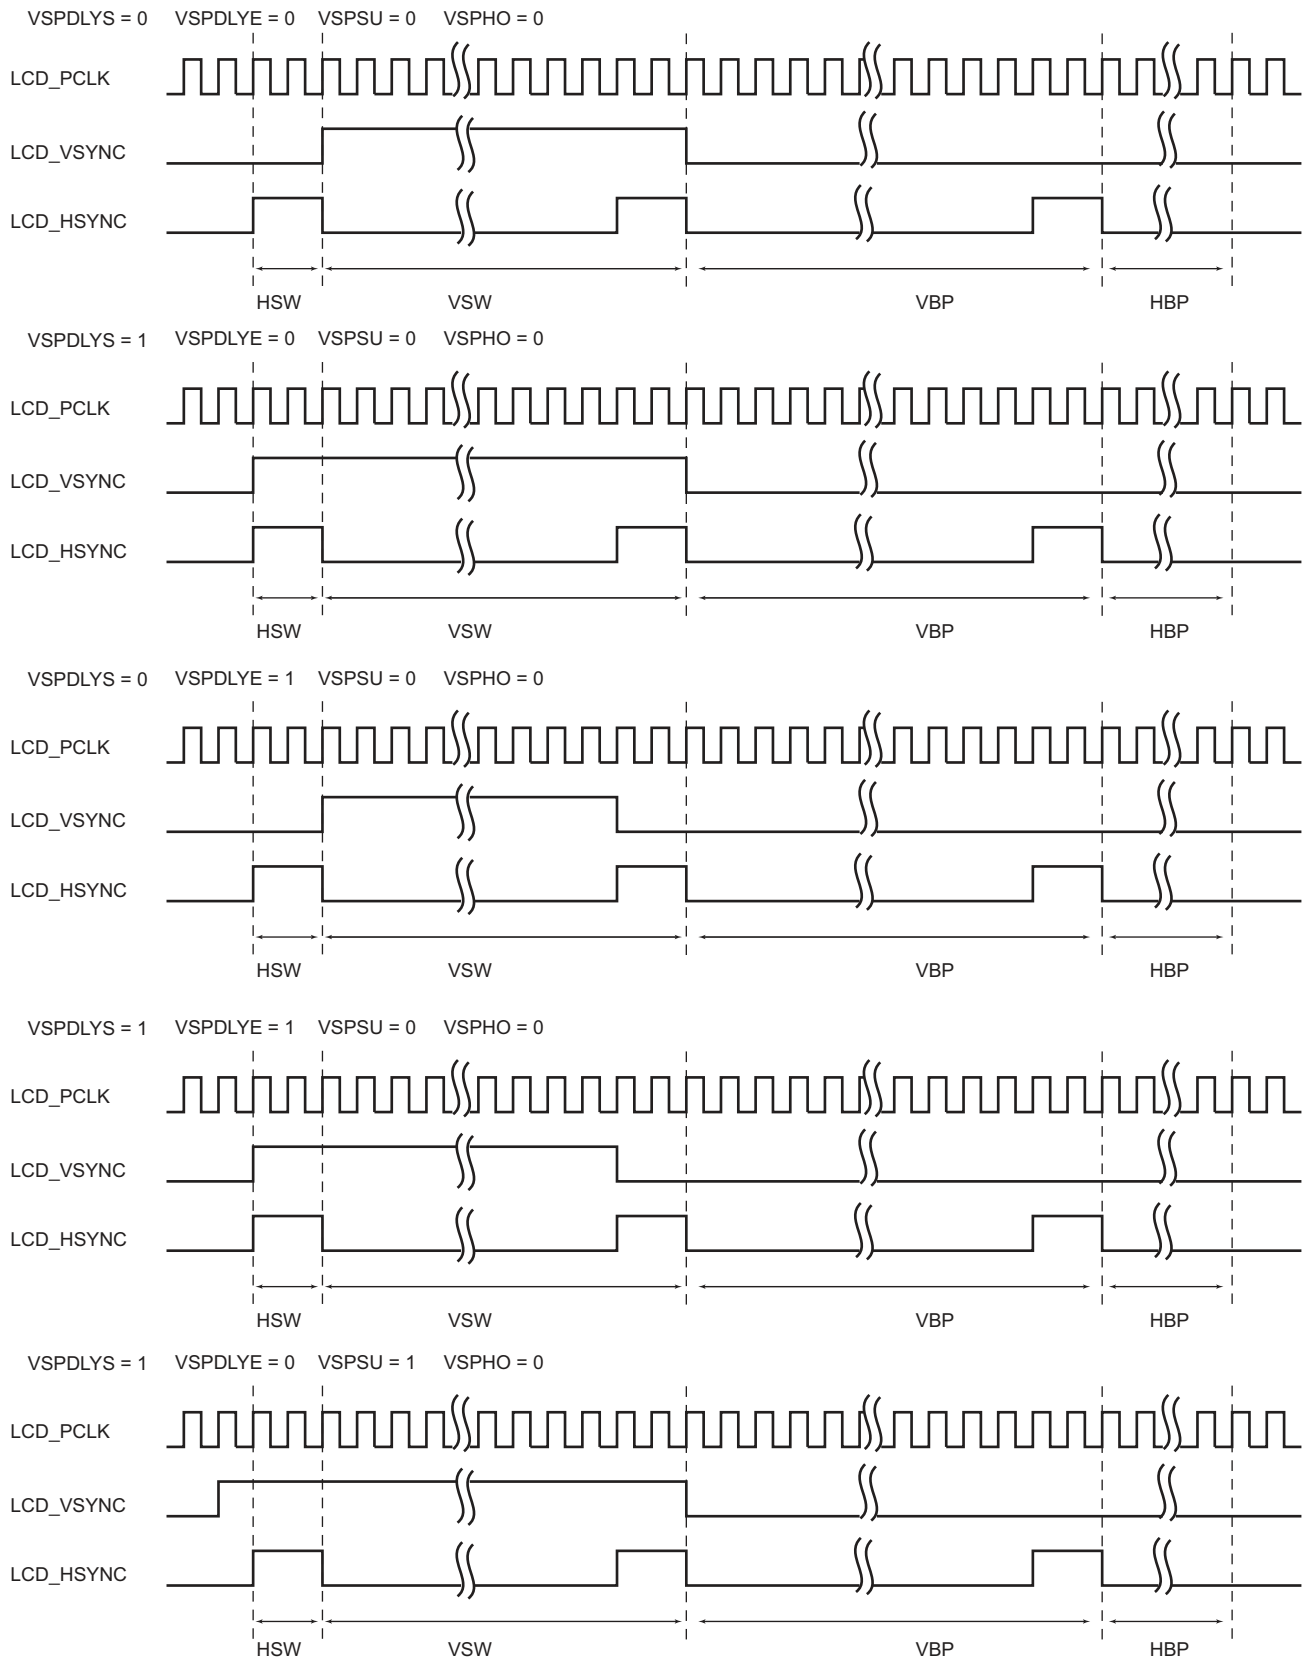 VSPDLYS = 0 VSPDLYE = 0 VSPSU = 0 VSPHO = 0
LCD_PCLK
LCD_VSYNC
LCD_HSYNC
HSW VSW VBP HBP
VSPDLYS = 1 VSPDLYE = 0 VSPSU = 0 VSPHO = 0
LCD_PCLK
LCD_VSYNC
LCD_HSYNC
HSW VSW VBP HBP
VSPDLYS = 0 VSPDLYE = 1 VSPSU = 0 VSPHO = 0
LCD_PCLK
LCD_VSYNC
LCD_HSYNC
HSW VSW VBP HBP
VSPDLYS = 1 VSPDLYE = 1 VSPSU = 0 VSPHO = 0
LCD_PCLK
LCD_VSYNC
LCD_HSYNC
HSW VSW VBP HBP
VSPDLYS = 1 VSPDLYE = 0 VSPSU = 1 VSPHO = 0
LCD_PCLK
LCD_VSYNC
LCD_HSYNC
HSW VSW VBP HBP